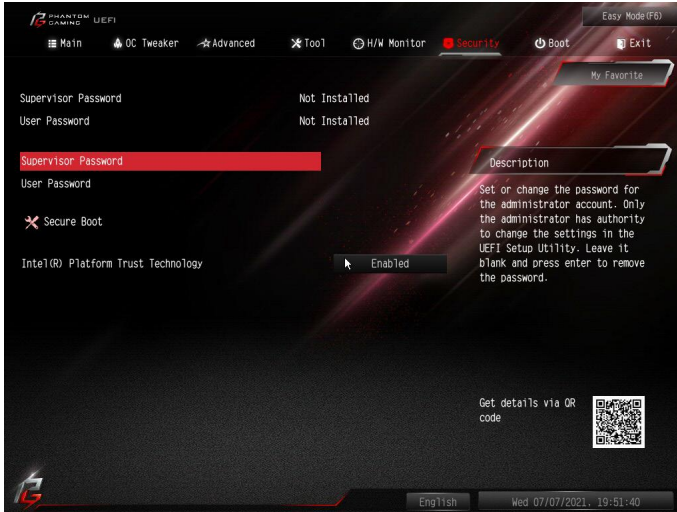 PHANTOM GAMING UEFI
Easy Mode(F6)
Main OC Tweaker Advanced Tool H/W Monitor Security Boot Exit
My Favorite
Supervisor Password Not Installed
User Password Not Installed
Supervisor Password
User Password
Secure Boot
Intel(R) Platform Trust Technology Enabled
Description
Set or change the password for
the administrator account. Only
the administrator has authority
to change the settings in the
UEFI Setup Utility. Leave it
blank and press enter to remove
the password.
Get details via QR
code
English Wed 07/07/2021. 19:51:40